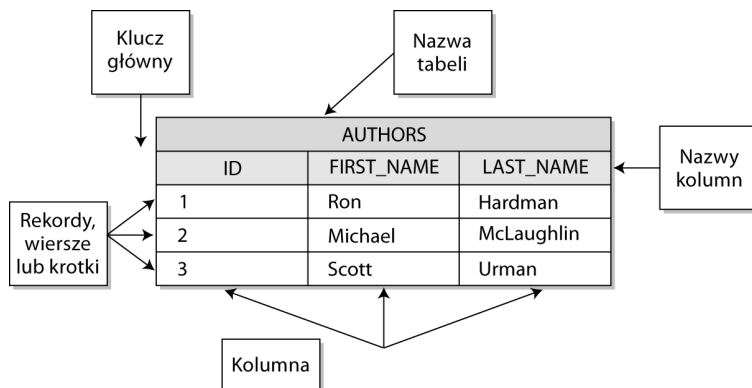 Klucz
główny
Nazwa
tabeli
AUTHORS
ID FIRST_NAME LAST_NAME
Nazwy
kolumn
1 Ron Hardman
2 Michael McLaughlin
3 Scott Urman
Rekordy,
wiersze
lub krotki
Kolumna